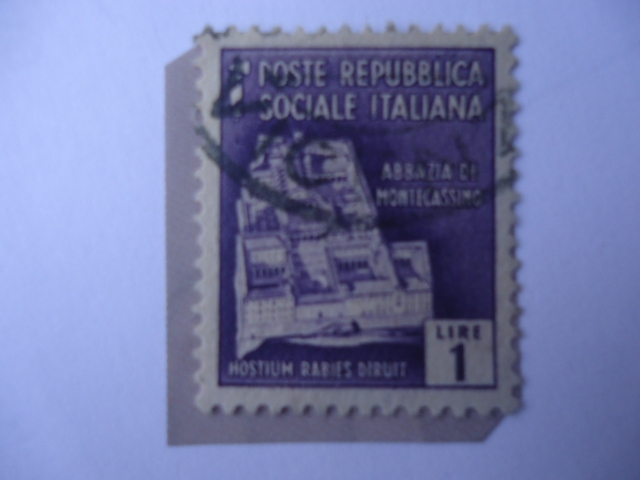 POSTE REPUBBLICA
SOCIALE ITALIANA
ABBAZIA DI
MONTECASSINO
LIRE
1
HOSTIUM RABIES DIRUIT